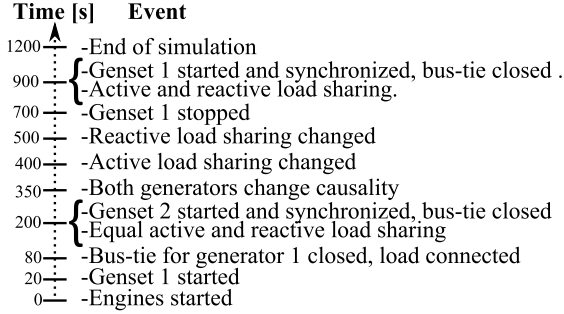 Time [s] Event
1200 -End of simulation
900 -Genset 1 started and synchronized, bus-tie closed .
-Active and reactive load sharing.
700 -Genset 1 stopped
500 -Reactive load sharing changed
400 -Active load sharing changed
350 -Both generators change causality
200 -Genset 2 started and synchronized, bus-tie closed
-Equal active and reactive load sharing
80 -Bus-tie for generator 1 closed, load connected
20 -Genset 1 started
0 -Engines started